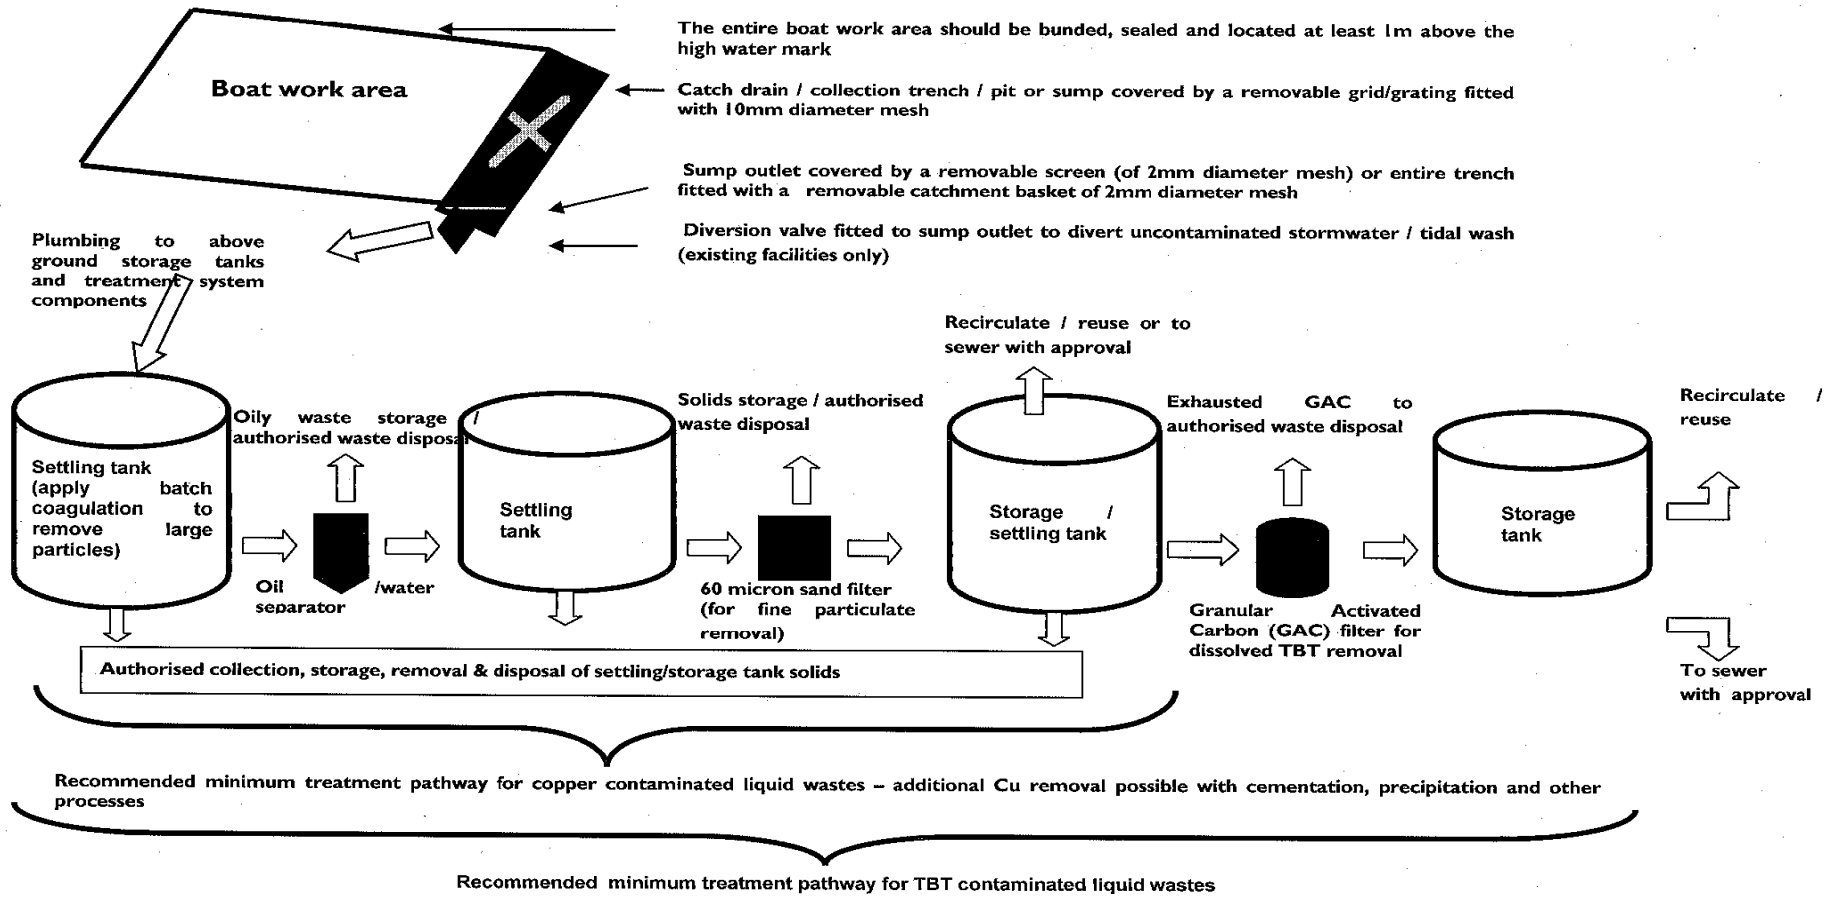 The entire boat work area should be bunded, sealed and located at least 1m above the
high water mark
Boat work area
Catch drain / collection trench / pit or sump covered by a removable grid/grating fitted
with 10mm diameter mesh
Sump outlet covered by a removable screen (of 2mm diameter mesh) or entire trench
fitted with a removable catchment basket of 2mm diameter mesh
Diversion valve fitted to sump outlet to divert uncontaminated stormwater / tidal wash
(existing facilities only)
Plumbing to above
ground storage tanks
and treatment system
components
Recirculate / reuse or to
sewer with approval
Oily waste storage /
authorised waste disposal
Solids storage / authorised
waste disposal
Exhausted GAC to
authorised waste disposal
Recirculate /
reuse
Settling tank
(apply batch
coagulation to
remove large
particles)
Oil /water
separator
Settling
tank
60 micron sand filter
(for fine particulate
removal)
Storage /
settling tank
Granular Activated
Carbon (GAC) filter for
dissolved TBT removal
Storage
tank
To sewer
with approval
Authorised collection, storage, removal & disposal of settling/storage tank solids
Recommended minimum treatment pathway for copper contaminated liquid wastes – additional Cu removal possible with cementation, precipitation and other
processes
Recommended minimum treatment pathway for TBT contaminated liquid wastes